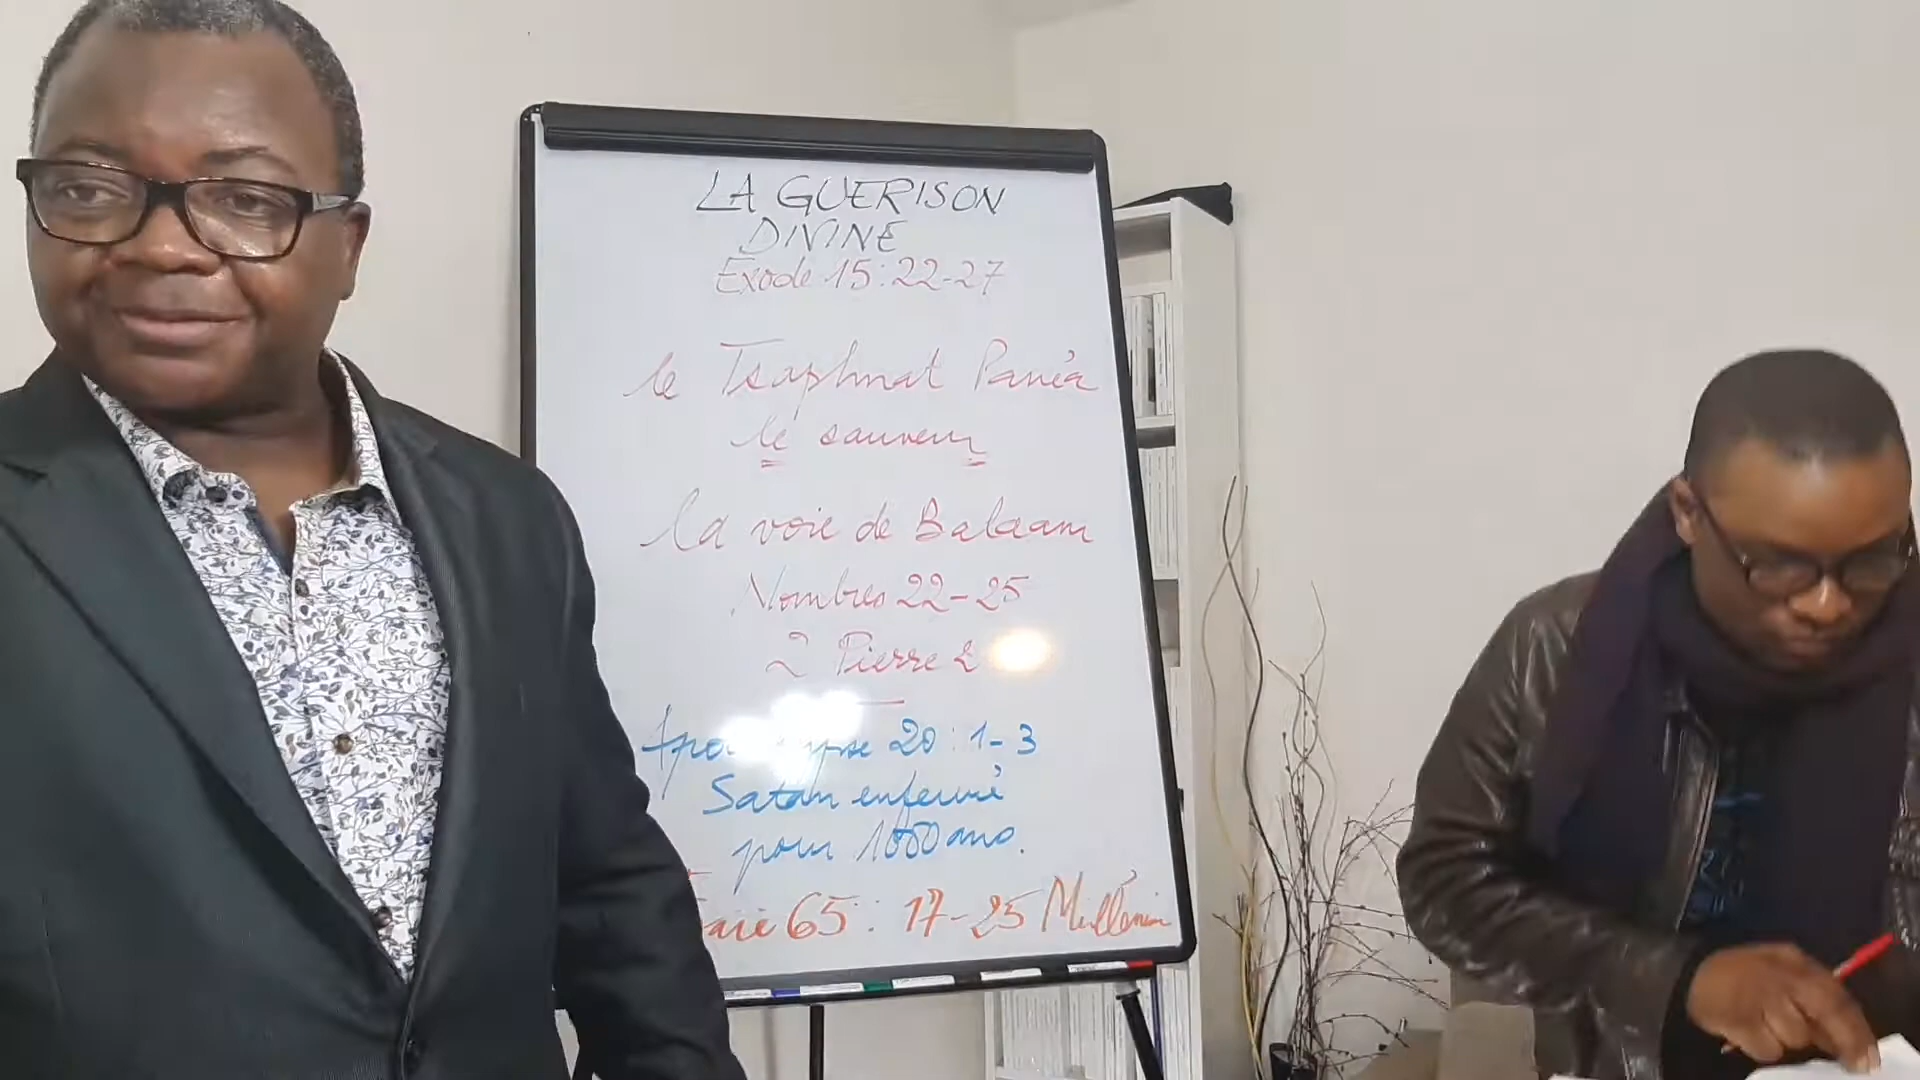 LA GUERISON
DIVINE
Exode 15:22-27
le Tsaphnat Panéa
le sauveur
la voie de Balaam
Nombres 22-25
2 Pierre 2
20:1-3
Satan enfermé
pour 1000 ans.
65: 17-25